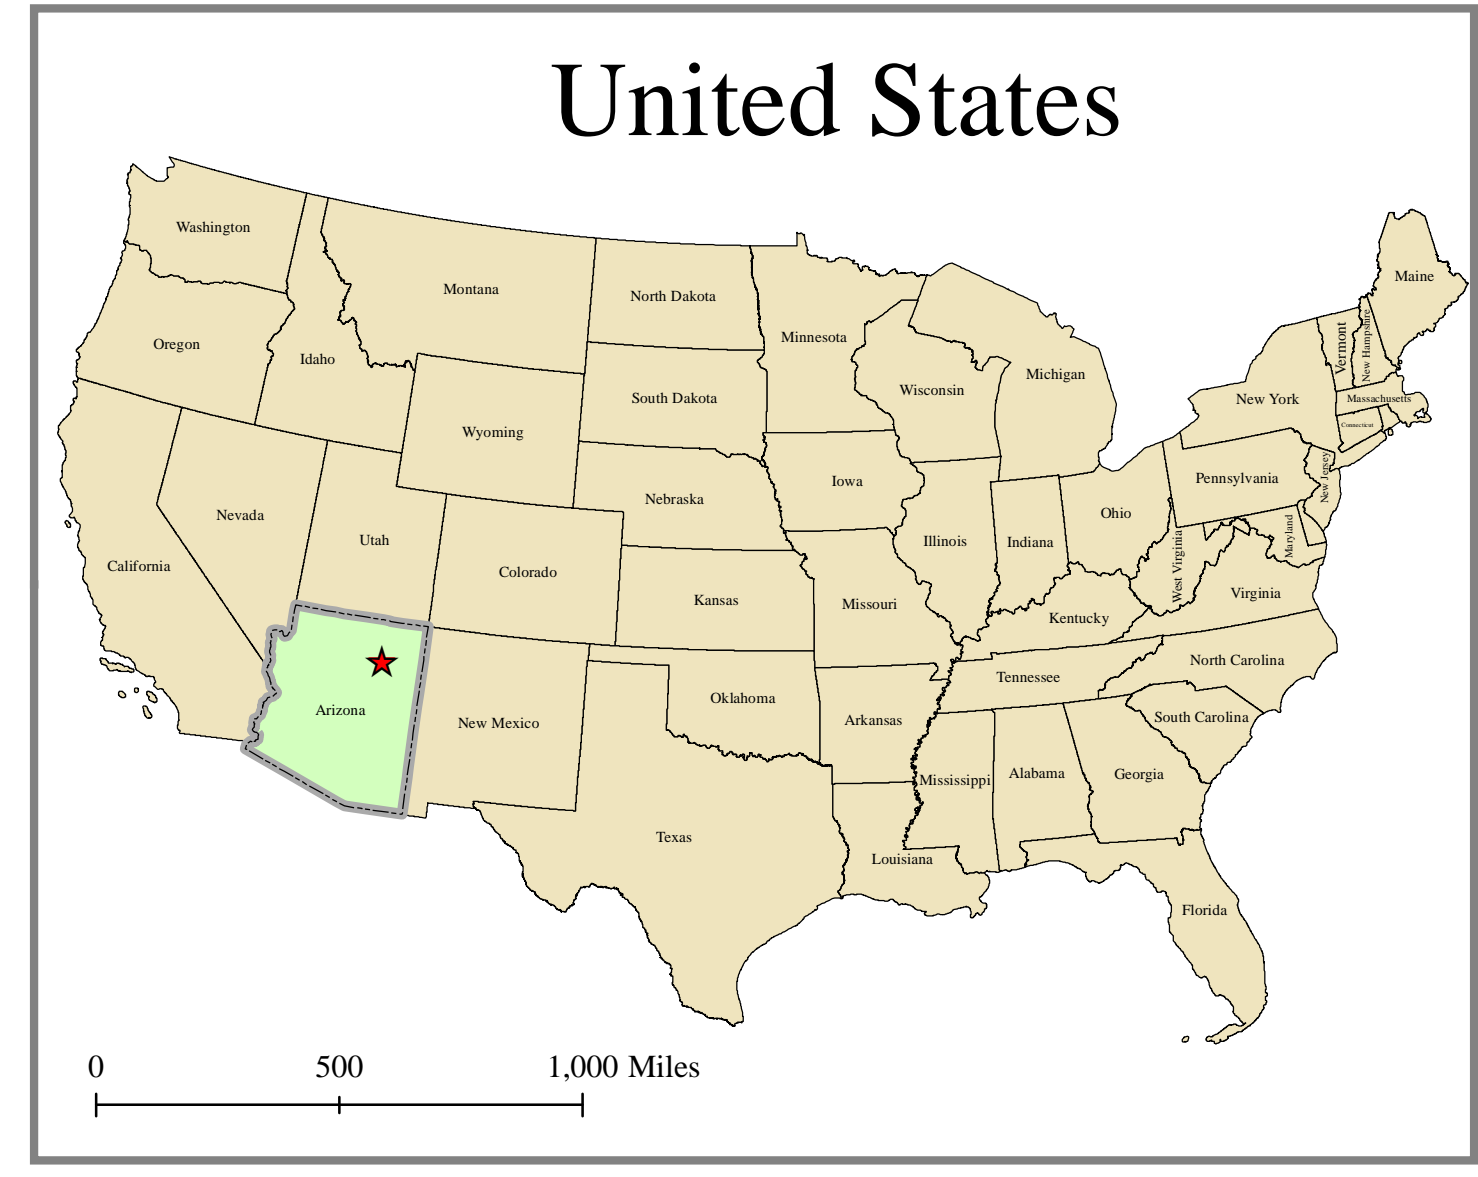 United States
Washington
Montana
North Dakota
Minnesota
Maine
Oregon
Idaho
Wyoming
South Dakota
Wisconsin
Michigan
New York
Vermont
New Hampshire
Massachusetts
Connecticut
Nevada
Utah
California
Colorado
Nebraska
Iowa
Illinois
Indiana
Ohio
Pennsylvania
New Jersey
Maryland
West Virginia
Virginia
Kansas
Missouri
Kentucky
Arizona
New Mexico
Oklahoma
Arkansas
Tennessee
North Carolina
South Carolina
Texas
Louisiana
Mississippi
Alabama
Georgia
Florida
0 500 1,000 Miles